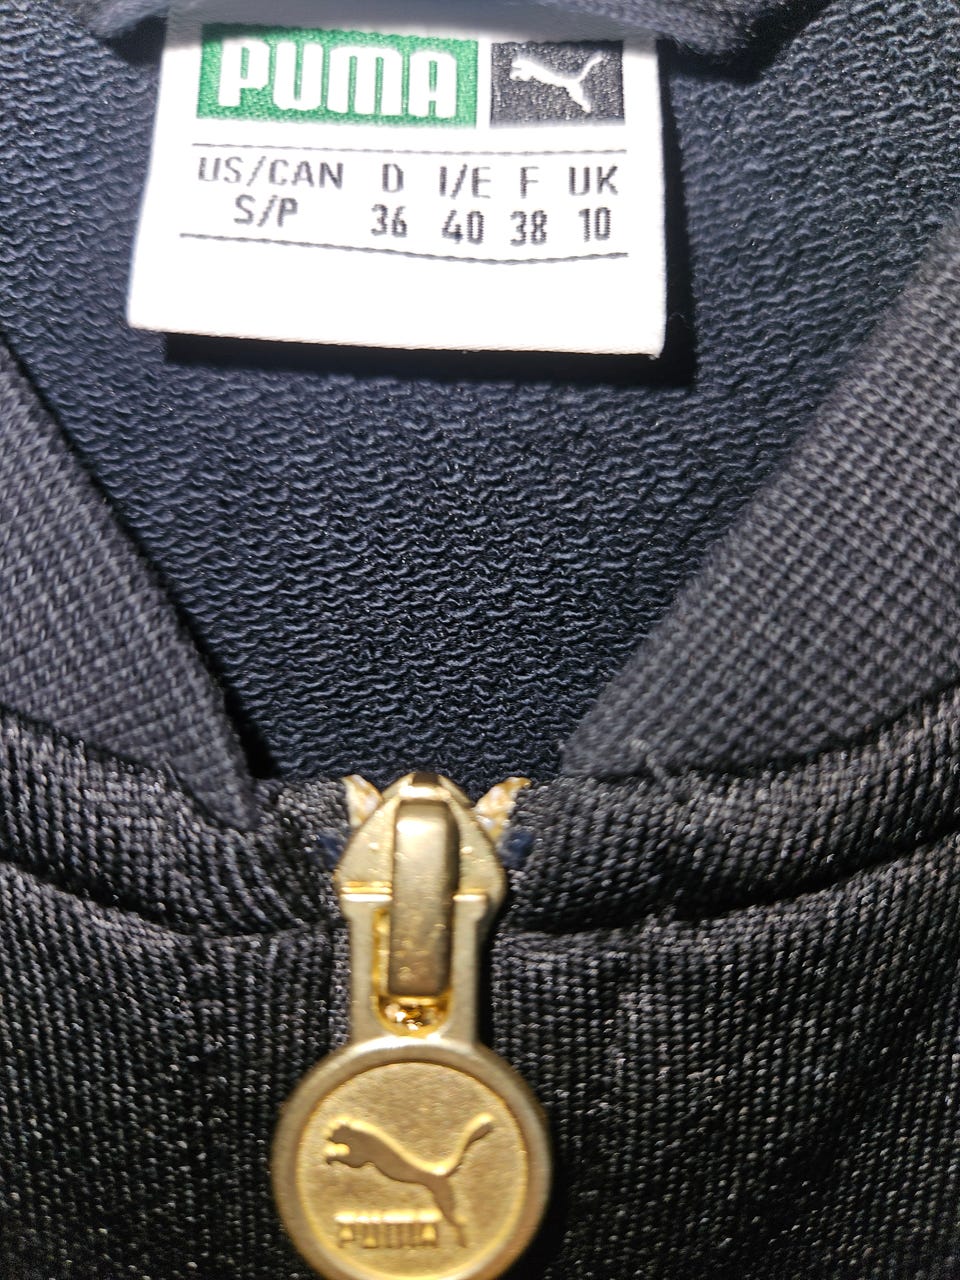 PUMA
US/CAN D I/E F UK
S/P 36 40 38 10
PUMA